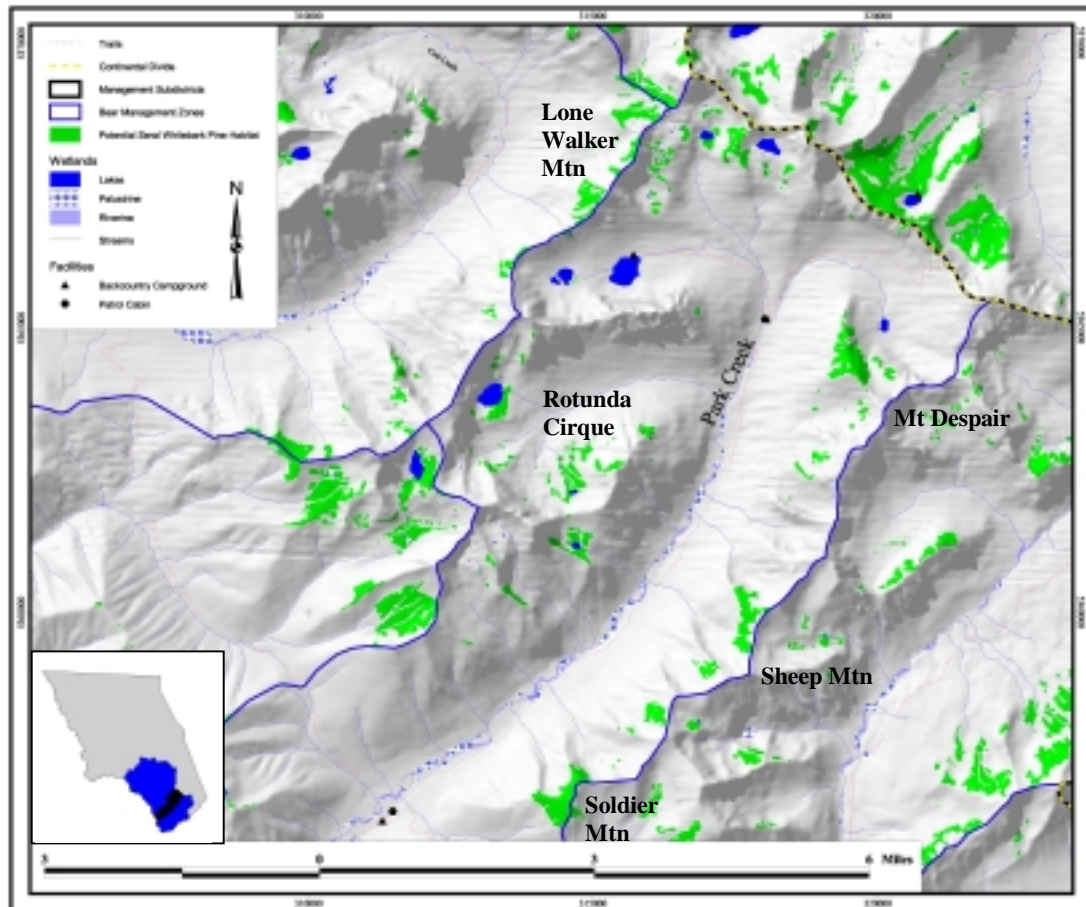 Trails
Continental Divide
Management Subdistricts
Bear Management Zones
Potential Seral Whitebark Pine Habitat
Wetlands
Lakes
Palustrine
Riverine
Streams
Facilities
Backcountry Campground
Patrol Cabin
N
Lone
Walker
Mtn
Park Creek
Rotunda
Cirque
Mt Despair
Sheep Mtn
Soldier
Mtn
3 0 3 6 Miles